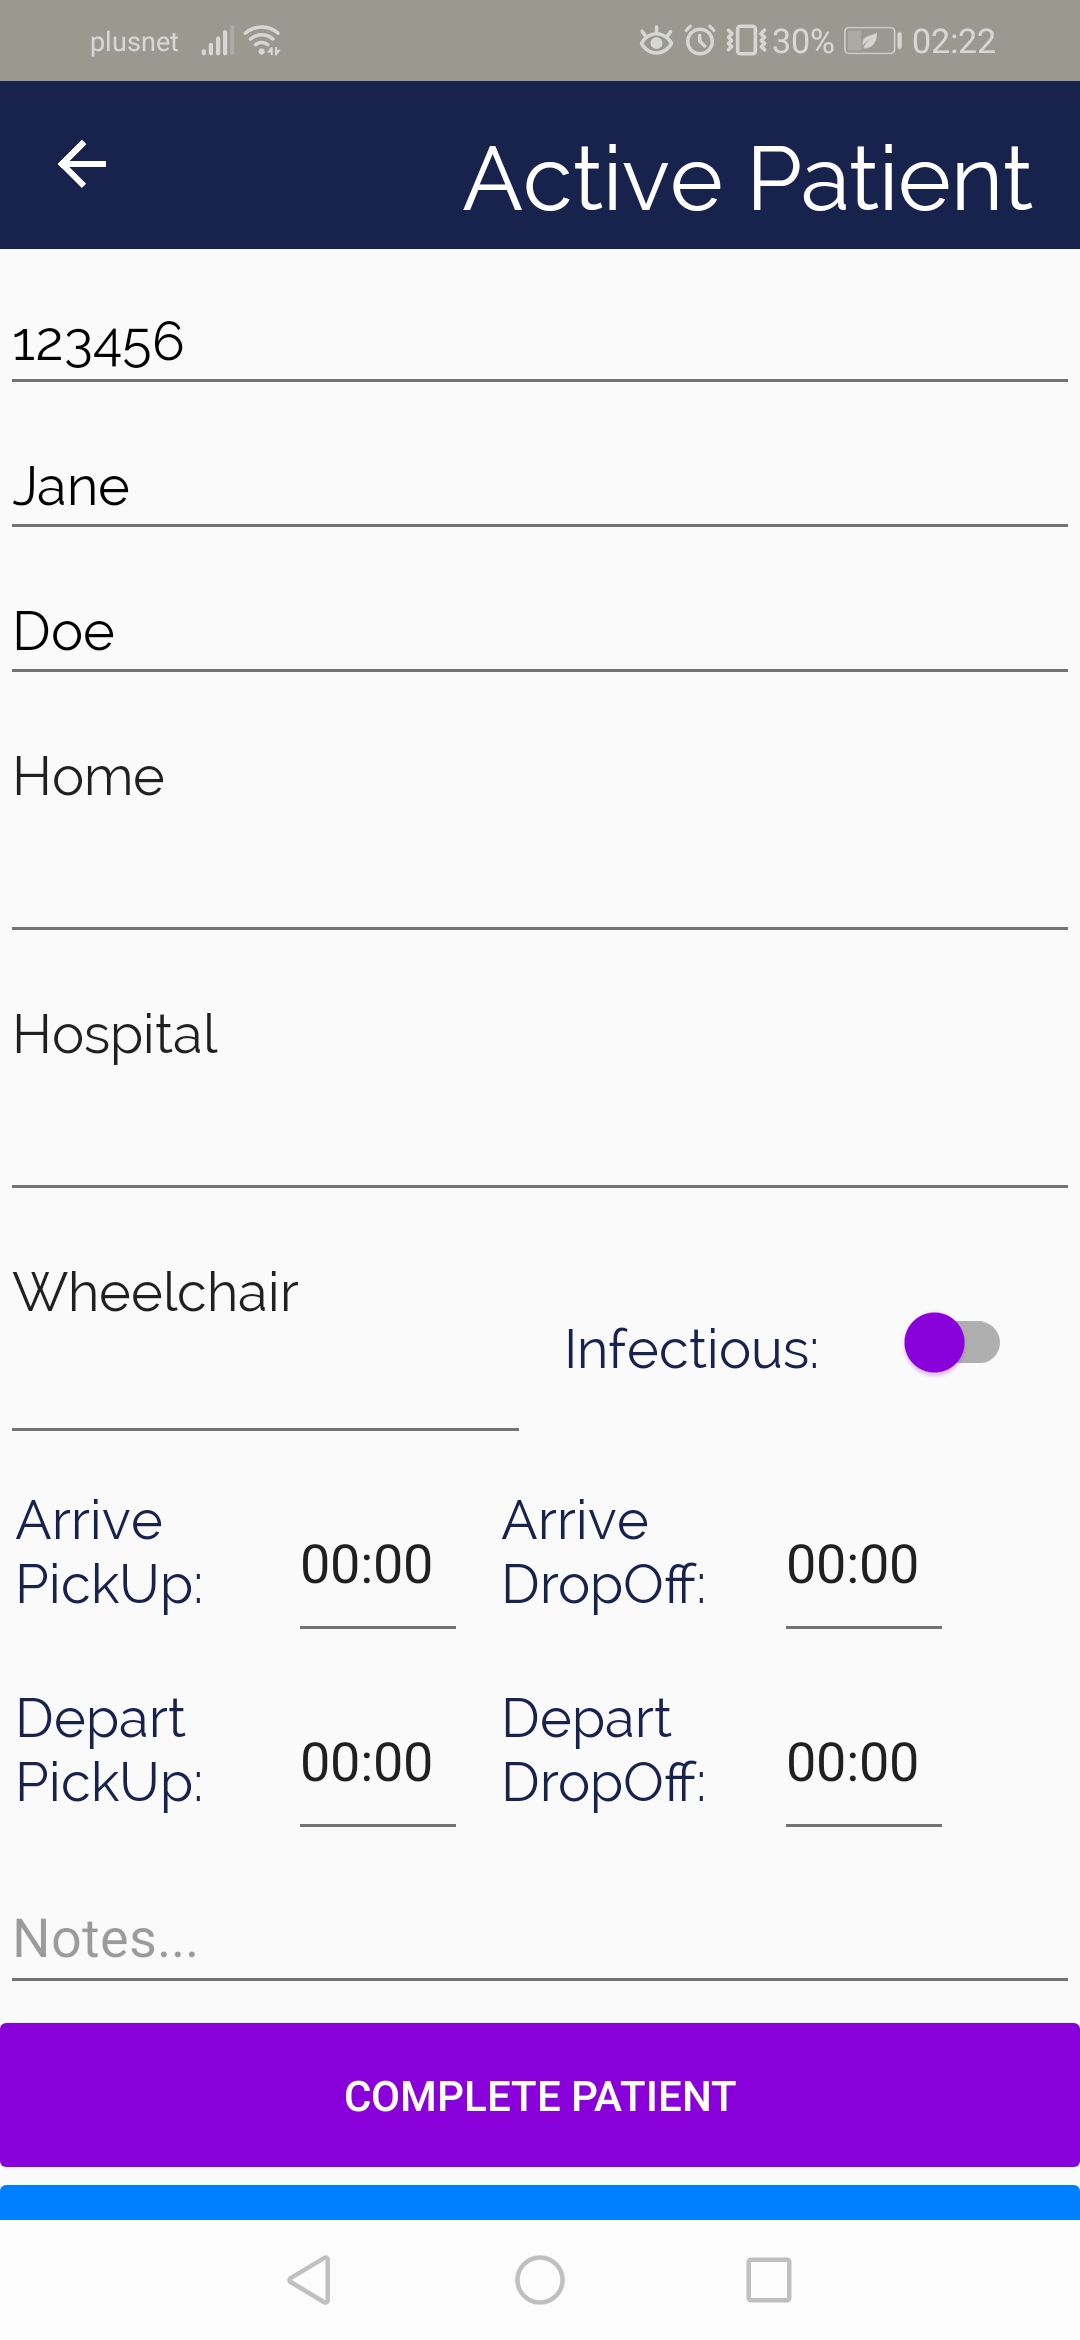 plusnet 30% 02:22
Active Patient
123456
Jane
Doe
Home
Hospital
Wheelchair
Infectious:
Arrive
PickUp:
00:00
Arrive
DropOff:
00:00
Depart
PickUp:
00:00
Depart
DropOff:
00:00
Notes...
COMPLETE PATIENT